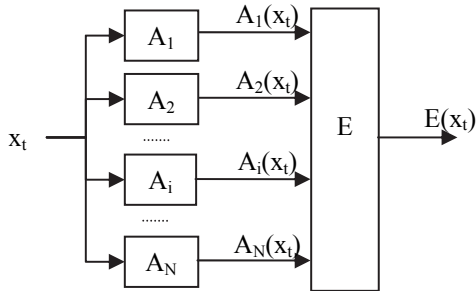 A₁ A₁(xₜ)
A₂ A₂(xₜ)
xₜ ........ E E(xₜ)
Aᵢ Aᵢ(xₜ)
........
A_N A_N(xₜ)